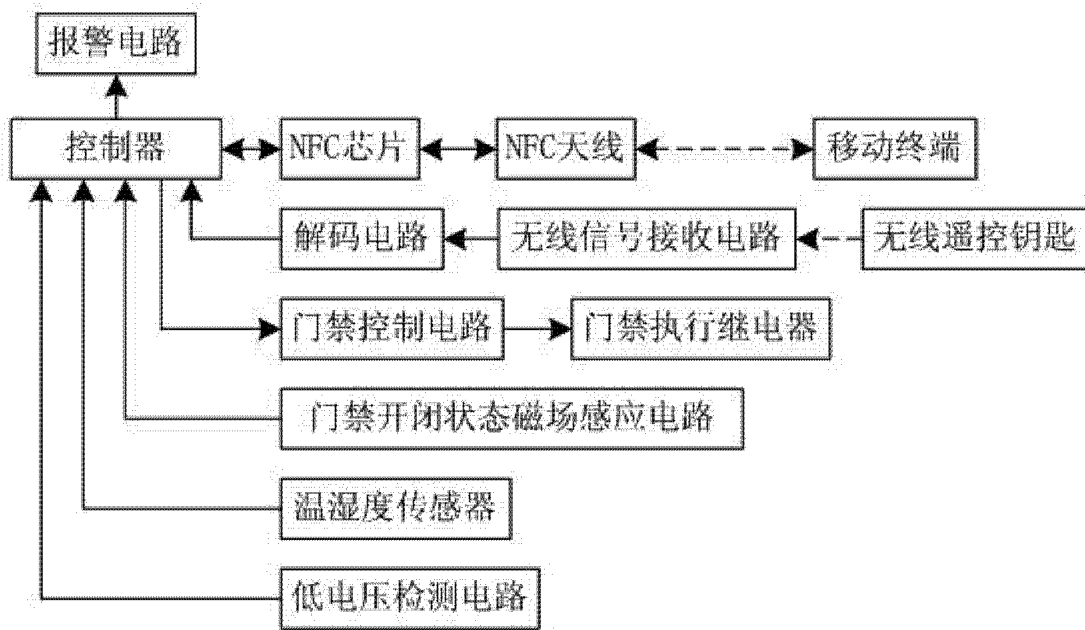 报警电路
控制器
NFC芯片
NFC天线
移动终端
解码电路
无线信号接收电路
无线遥控钥匙
门禁控制电路
门禁执行继电器
门禁开闭状态磁场感应电路
温湿度传感器
低电压检测电路